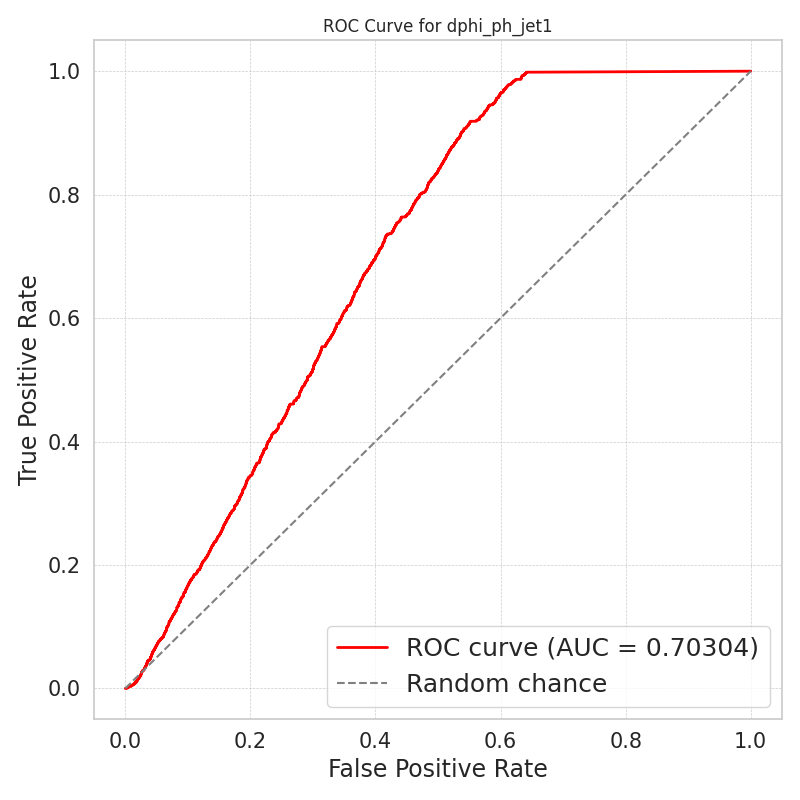 ROC Curve for dphi_ph_jet1
True Positive Rate
1.0
0.8
0.6
0.4
0.2
0.0
ROC curve (AUC = 0.70304)
Random chance
0.0 0.2 0.4 0.6 0.8 1.0
False Positive Rate